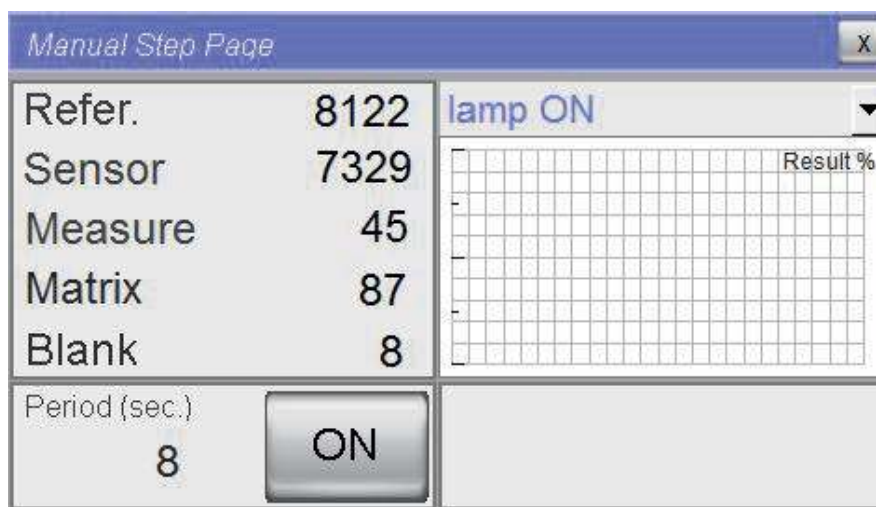 Manual Step Page
X
Refer. 8122
Sensor 7329
Measure 45
Matrix 87
Blank 8
lamp ON
Result %
Period (sec.)
8
ON